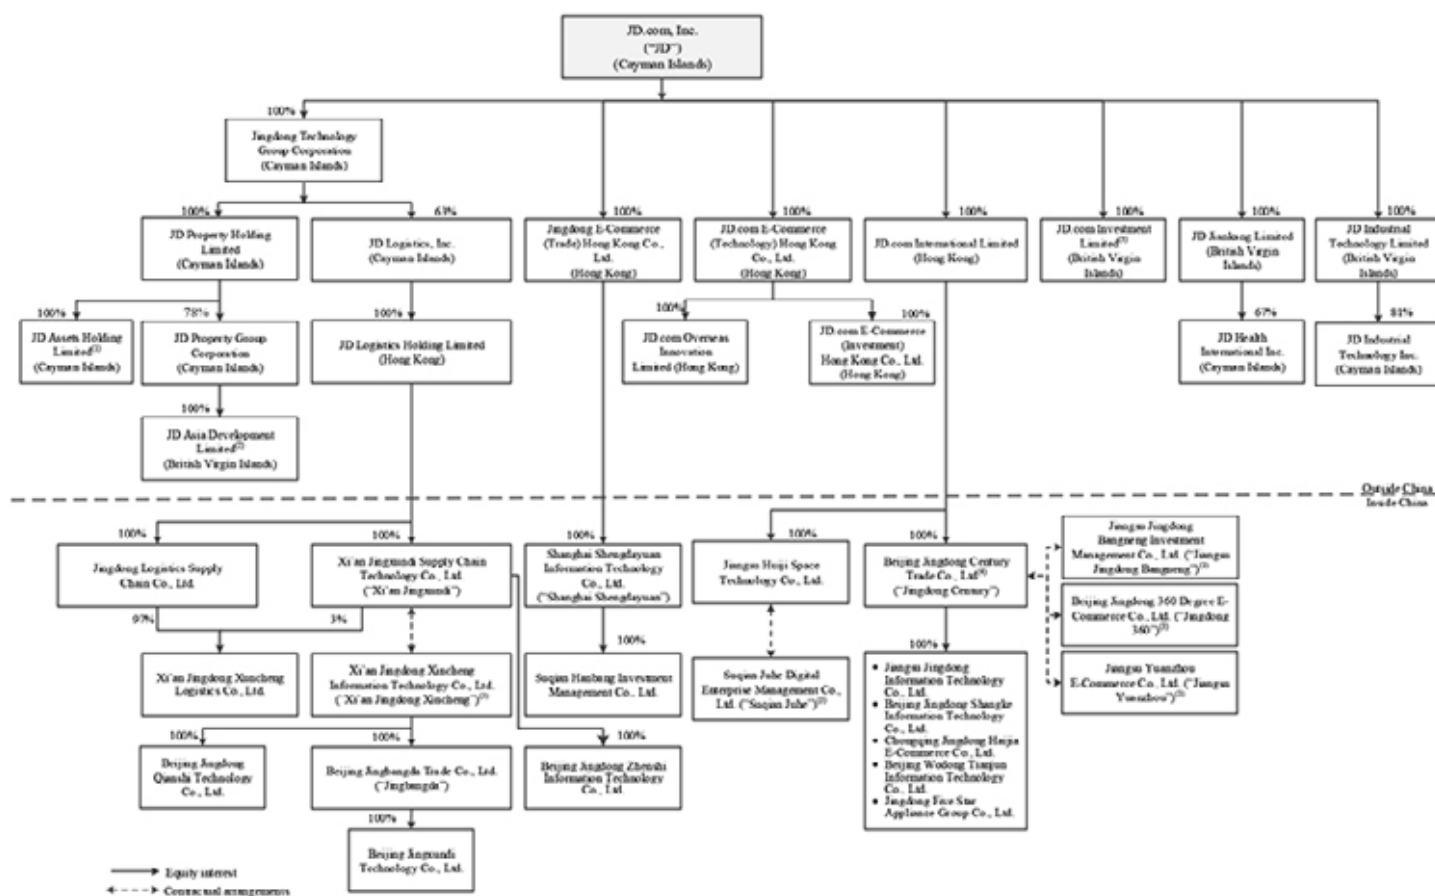 JD.com, Inc.
("JD")
(Cayman Islands)
100%
Jingdong Technology
Group Corporation
(Cayman Islands)
100%
JD Property Holding
Limited
(Cayman Islands)
63%
JD Logistics, Inc.
(Cayman Islands)
100%
Jingdong E-Commerce
(Trade) Hong Kong Co.,
Ltd.
(Hong Kong)
100%
JD.com E-Commerce
(Technology) Hong Kong
Co., Ltd.
(Hong Kong)
100%
JD.com International Limited
(Hong Kong)
100%
JD.com Investment
Limited
(British Virgin
Islands)
100%
JD Jiankang Limited
(British Virgin
Islands)
100%
JD Industrial
Technology Limited
(British Virgin
Islands)
100%
JD Assets Holding
Limited
(Cayman Islands)
78%
JD Property Group
Corporation
(Cayman Islands)
100%
JD Logistics Holding Limited
(Hong Kong)
100%
JD.com Overseas
Innovation
Limited (Hong Kong)
100%
JD.com E-Commerce
(Investment)
Hong Kong Co., Ltd.
(Hong Kong)
67%
JD Health
International Inc.
(Cayman Islands)
81%
JD Industrial
Technology Inc.
(Cayman Islands)
100%
JD Asia Development
Limited
(British Virgin Islands)
Outside China
Inside China
100%
Jingdong Logistics Supply
Chain Co., Ltd.
100%
Xi'an Jingxundi Supply Chain
Technology Co., Ltd.
("Xi'an Jingxundi")
100%
Shanghai Shengdayuan
Information Technology
Co., Ltd.
("Shanghai Shengdayuan")
100%
Jiangsu Huiji Space
Technology Co., Ltd.
100%
Beijing Jingdong Century
Trade Co., Ltd(4)
("Jingdong Century")
Jiangsu Jingdong
Bangneng Investment
Management Co., Ltd. ("Jiangsu
Jingdong Bangneng")
Beijing Jingdong 360 Degree E-
Commerce Co., Ltd. ("Jingdong
360")
Jiangsu Yuanzhou
E-Commerce Co., Ltd. ("Jiangsu
Yuanzhou")
97%
3%
Xi'an Jingdong Xincheng
Logistics Co., Ltd.
Xi'an Jingdong Xincheng
Information Technology Co., Ltd.
("Xi'an Jingdong Xincheng")
100%
Suqian Hanbang Investment
Management Co., Ltd.
Suqian Juhe Digital
Enterprise Management Co.,
Ltd. ("Suqian Juhe")
100%
• Jiangsu Jingdong
Information Technology
Co., Ltd.
• Beijing Jingdong Shangke
Information Technology
Co., Ltd.
• Chongqing Jingdong Haijia
E-Commerce Co., Ltd.
• Beijing Wodong Tianjun
Information Technology
Co., Ltd.
• Jingdong Five Star
Appliance Group Co., Ltd.
100%
Beijing Jingdong
Qianshi Technology
Co., Ltd.
100%
Beijing Jingbangda Trade Co., Ltd.
("Jingbangda")
100%
Beijing Jingdong Zhenshi
Information Technology
Co., Ltd.
100%
Beijing Jingxundi
Technology Co., Ltd.
Equity interest
Contractual arrangements